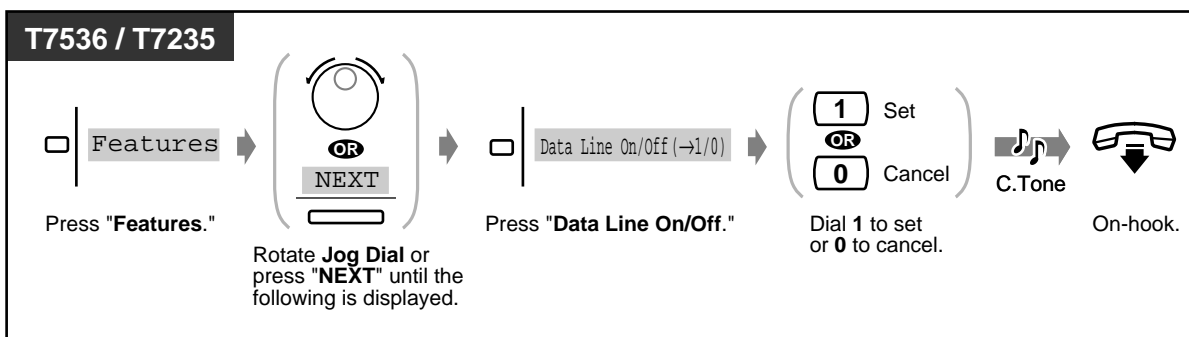 T7536 / T7235
Features
Press "Features."
OR
NEXT
Rotate Jog Dial or
press "NEXT" until the
following is displayed.
Data Line On/Off(→1/0)
Press "Data Line On/Off."
1 Set
OR
0 Cancel
Dial 1 to set
or 0 to cancel.
C.Tone
On-hook.